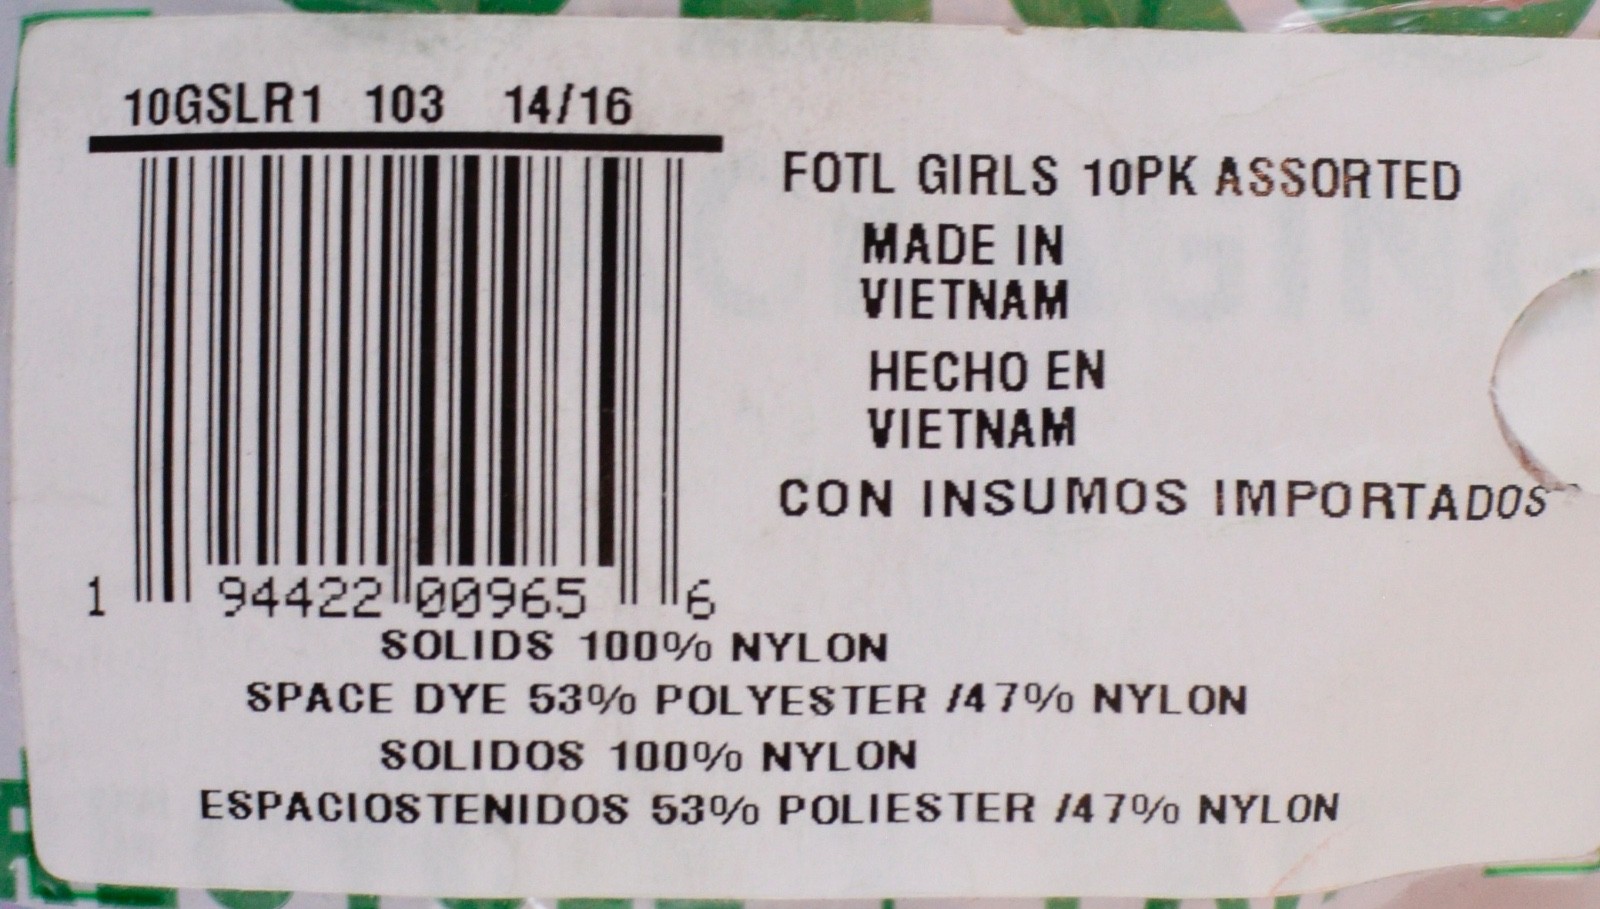 10GSLR1 103 14/16
FOTL GIRLS 10PK ASSORTED
MADE IN
VIETNAM
HECHO EN
VIETNAM
CON INSUMOS IMPORTADOS
1 94422 00965 6
SOLIDS 100% NYLON
SPACE DYE 53% POLYESTER /47% NYLON
SOLIDOS 100% NYLON
ESPACIOSTENIDOS 53% POLIESTER /47% NYLON